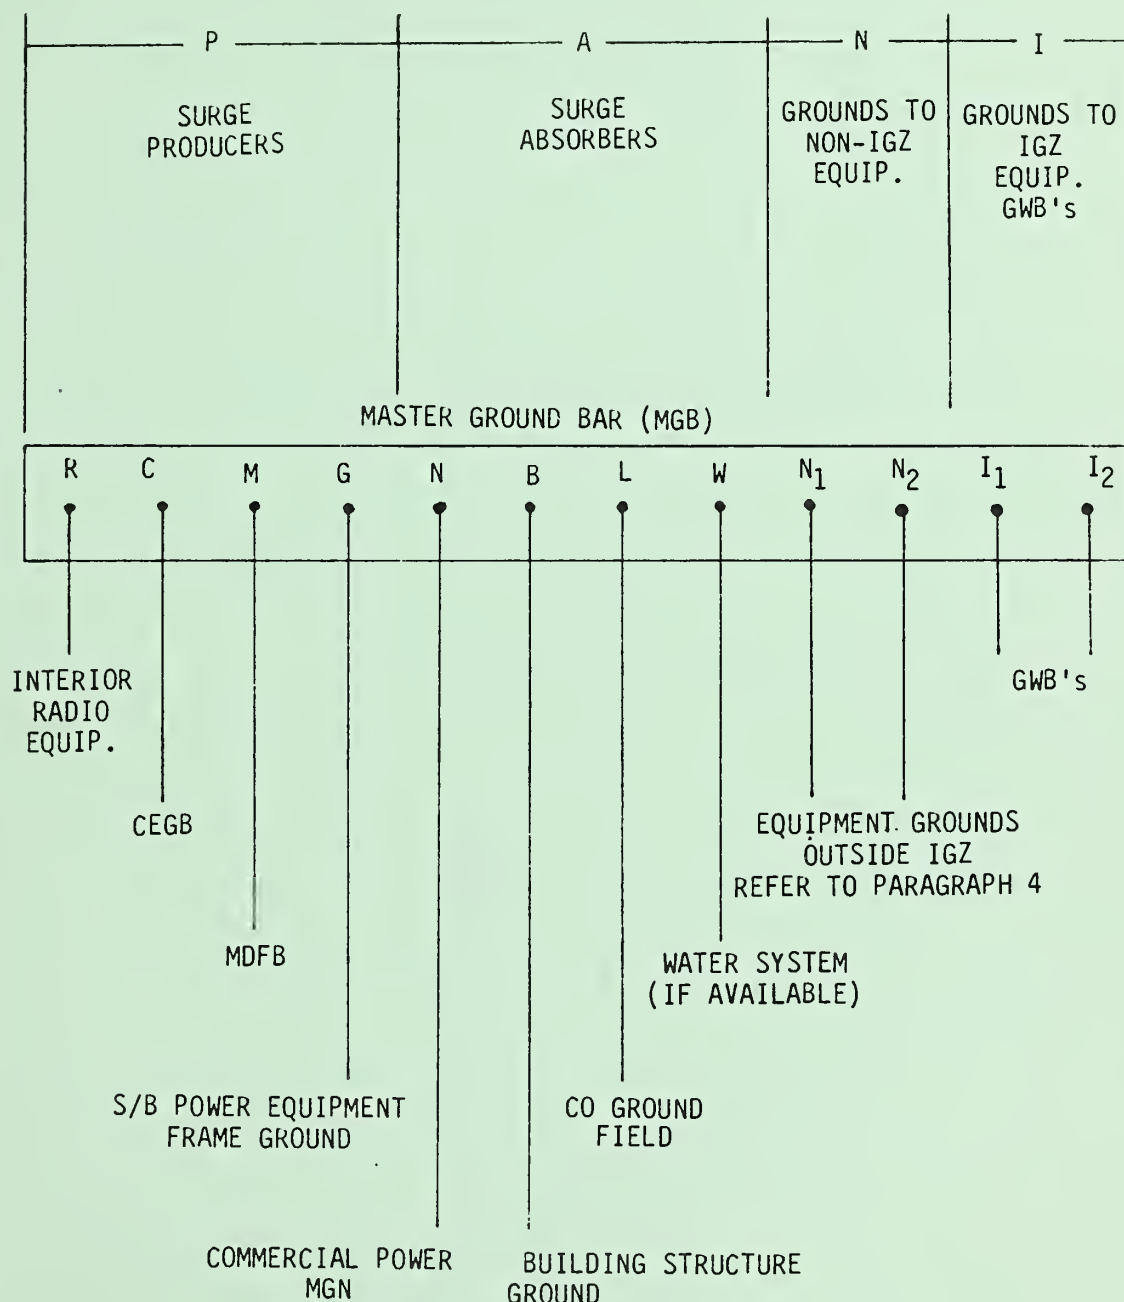 P A N I
SURGE
PRODUCERS
SURGE
ABSORBERS
GROUNDS TO
NON-IGZ
EQUIP.
GROUNDS TO
IGZ
EQUIP.
GWB's
MASTER GROUND BAR (MGB)
R C M G N B L W N1 N2 I1 I2
INTERIOR
RADIO
EQUIP.
GWB's
CEGB
EQUIPMENT GROUNDS
OUTSIDE IGZ
REFER TO PARAGRAPH 4
MDFB
WATER SYSTEM
(IF AVAILABLE)
S/B POWER EQUIPMENT
FRAME GROUND
CO GROUND
FIELD
COMMERCIAL POWER
MGN
BUILDING STRUCTURE
GROUND